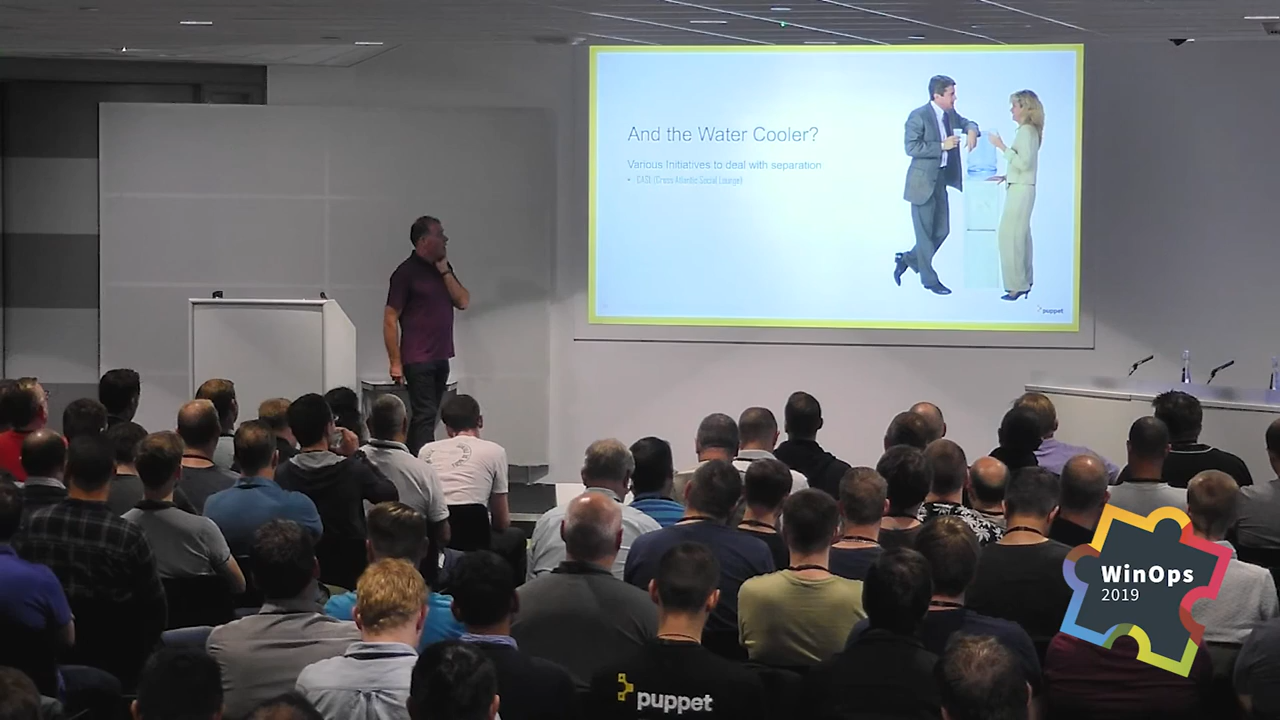 And the Water Cooler?
Various Initiatives to deal with separation
• CASL (Cross Atlantic Social Lounge)
puppet
WinOps
2019
puppet